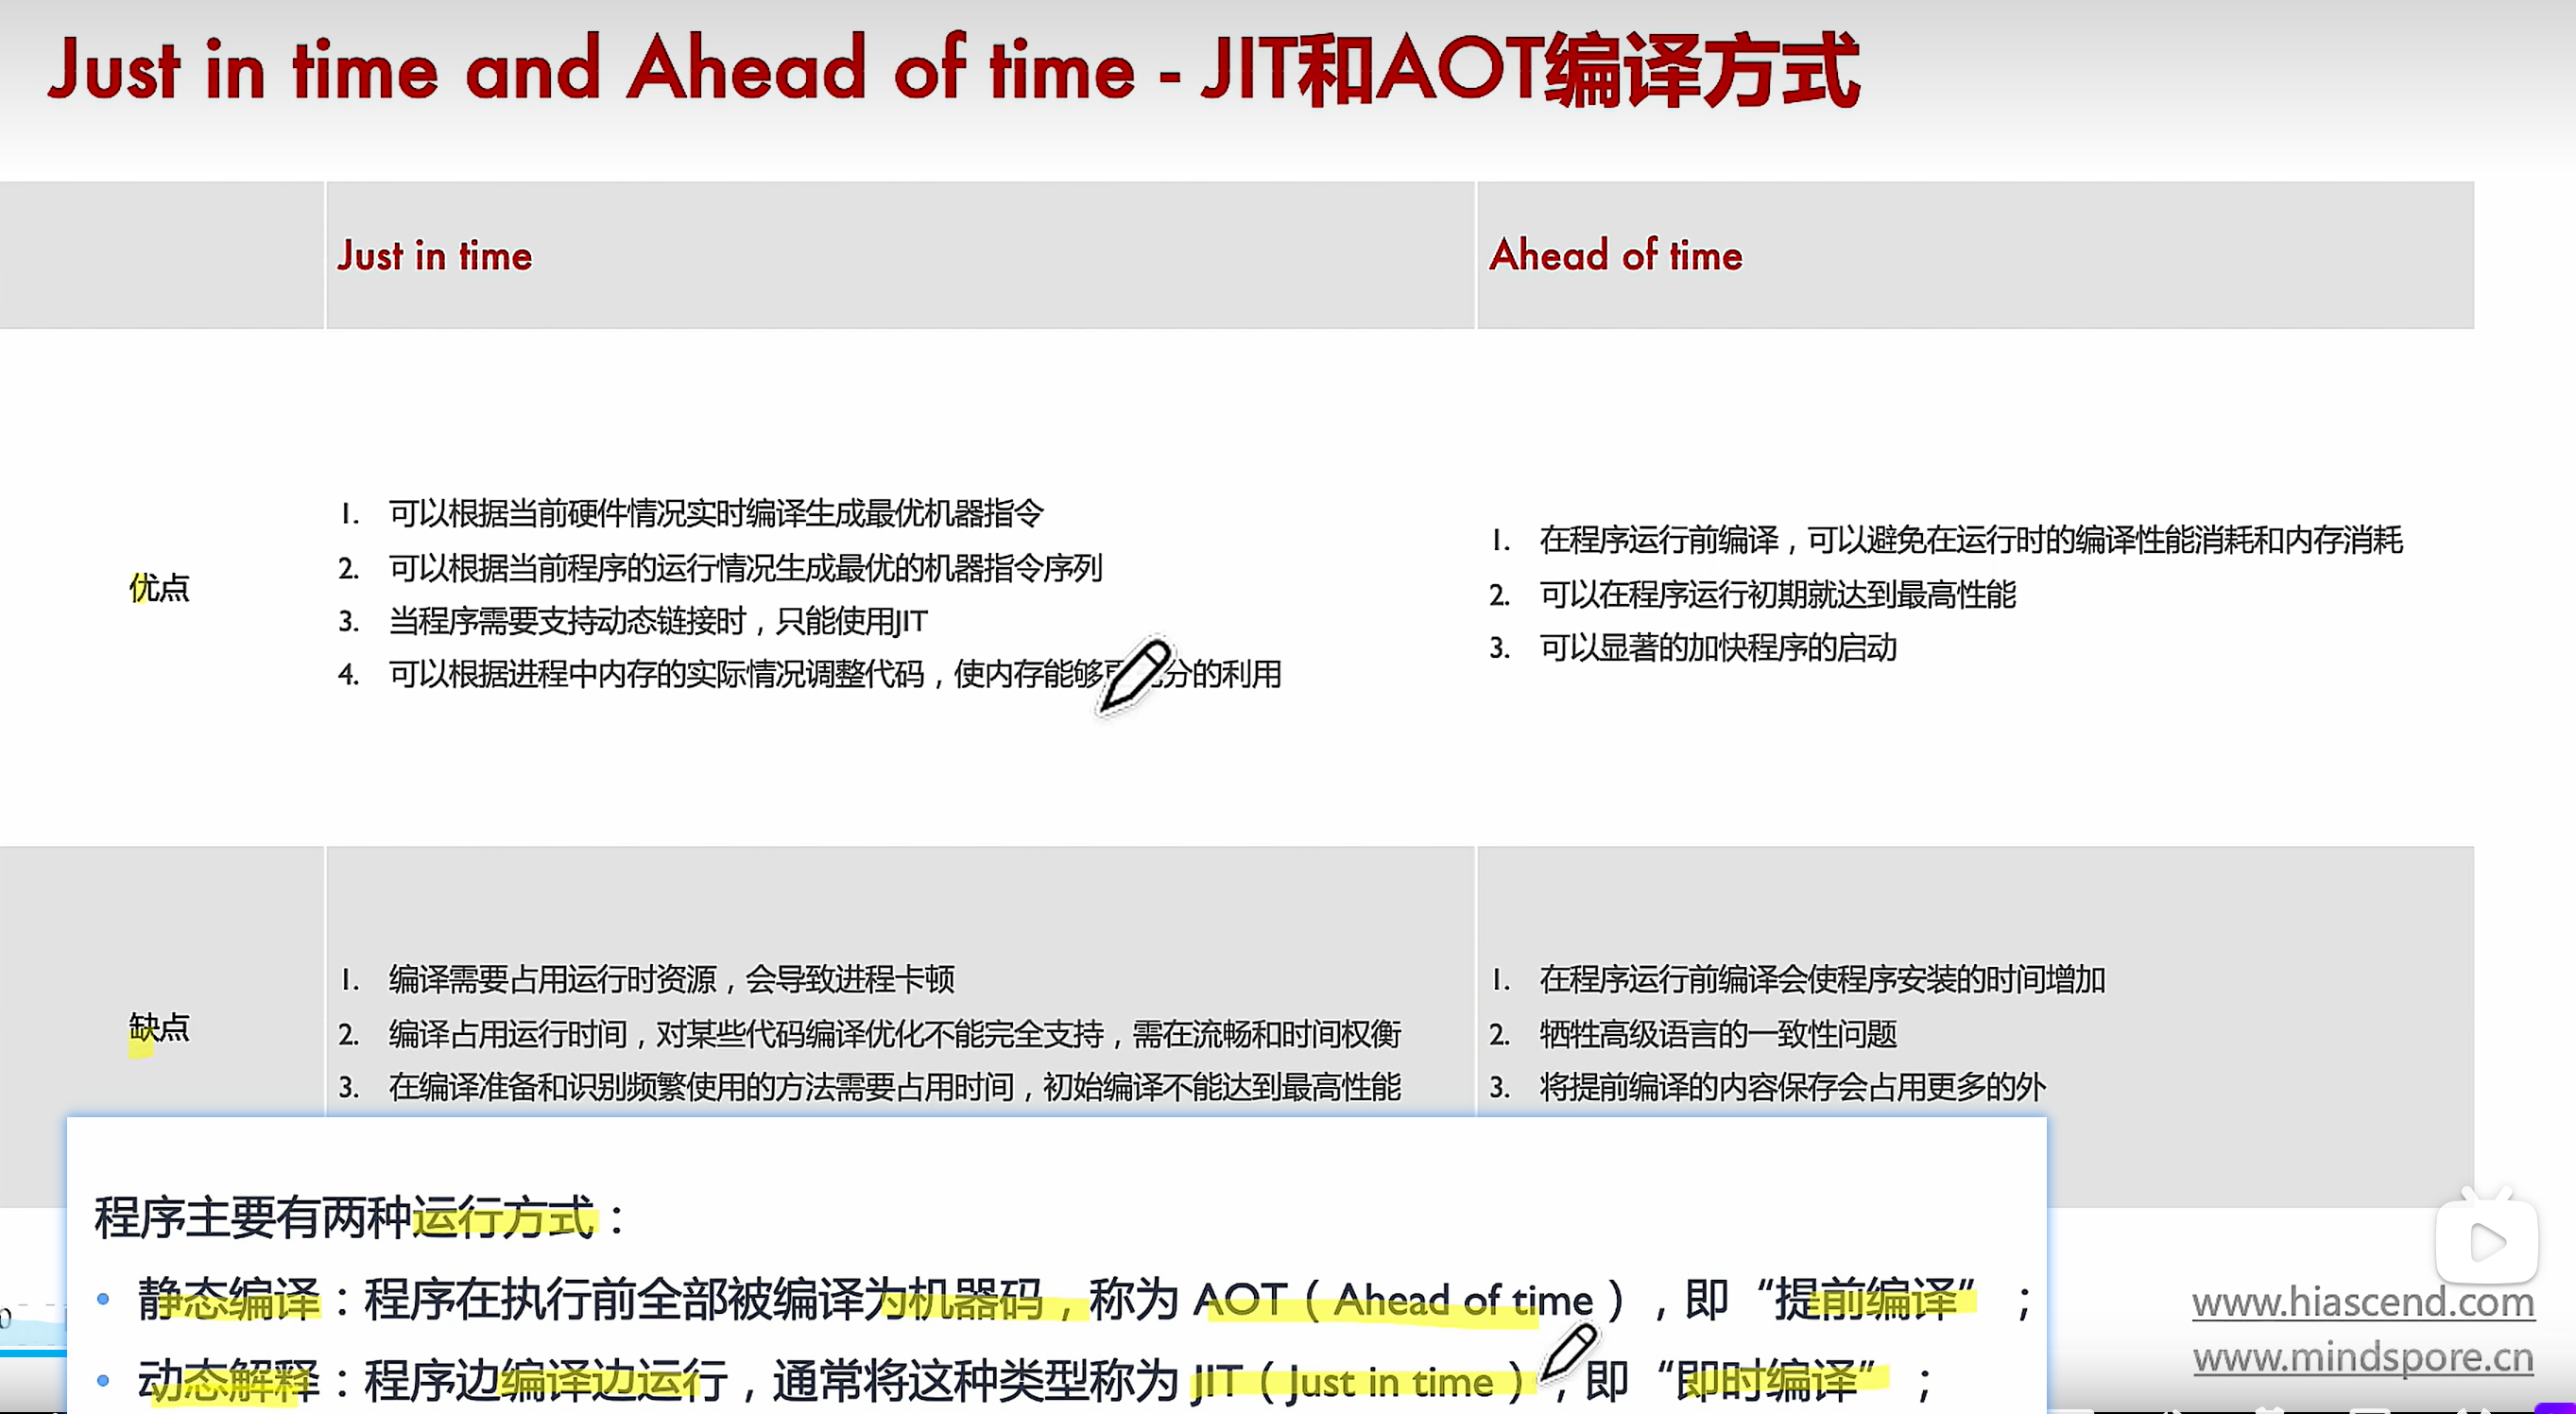 Just in time and Ahead of time - JIT和AOT编译方式
Just in time
Ahead of time
优点
1. 可以根据当前硬件情况实时编译生成最优机器指令
2. 可以根据当前程序的运行情况生成最优的机器指令序列
3. 当程序需要支持动态链接时，只能使用JIT
4. 可以根据进程中内存的实际情况调整代码，使内存能够 分的利用
1. 在程序运行前编译，可以避免在运行时的编译性能消耗和内存消耗
2. 可以在程序运行初期就达到最高性能
3. 可以显著的加快程序的启动
缺点
1. 编译需要占用运行时资源，会导致进程卡顿
2. 编译占用运行时间，对某些代码编译优化不能完全支持，需在流畅和时间权衡
3. 在编译准备和识别频繁使用的方法需要占用时间，初始编译不能达到最高性能
1. 在程序运行前编译会使程序安装的时间增加
2. 牺牲高级语言的一致性问题
3. 将提前编译的内容保存会占用更多的外
程序主要有两种运行方式：
• 静态编译：程序在执行前全部被编译为机器码，称为 AOT（Ahead of time），即“提前编译”；
• 动态解释：程序边编译边运行，通常将这种类型称为 JIT（Just in time），即“即时编译”；
www.hiascend.com
www.mindspore.cn